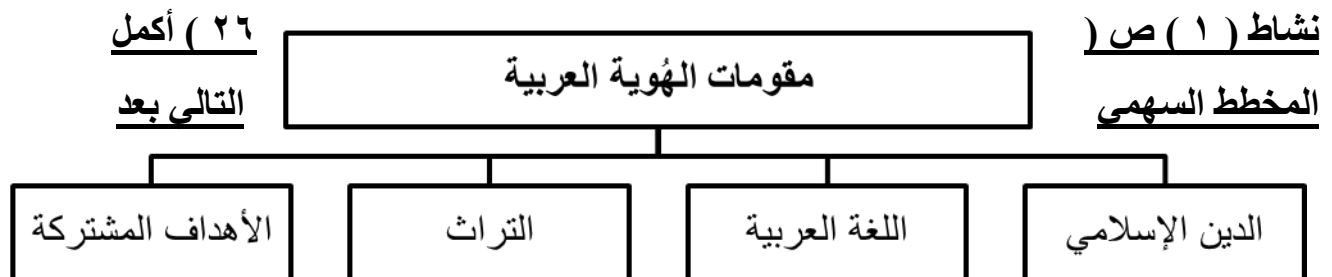 نشاط ( ١ ) ص ( ٢٦ ) أكمل
المخطط السهمي التالي بعد
مقومات الهُوية العربية
الدين الإسلامي
اللغة العربية
التراث
الأهداف المشتركة